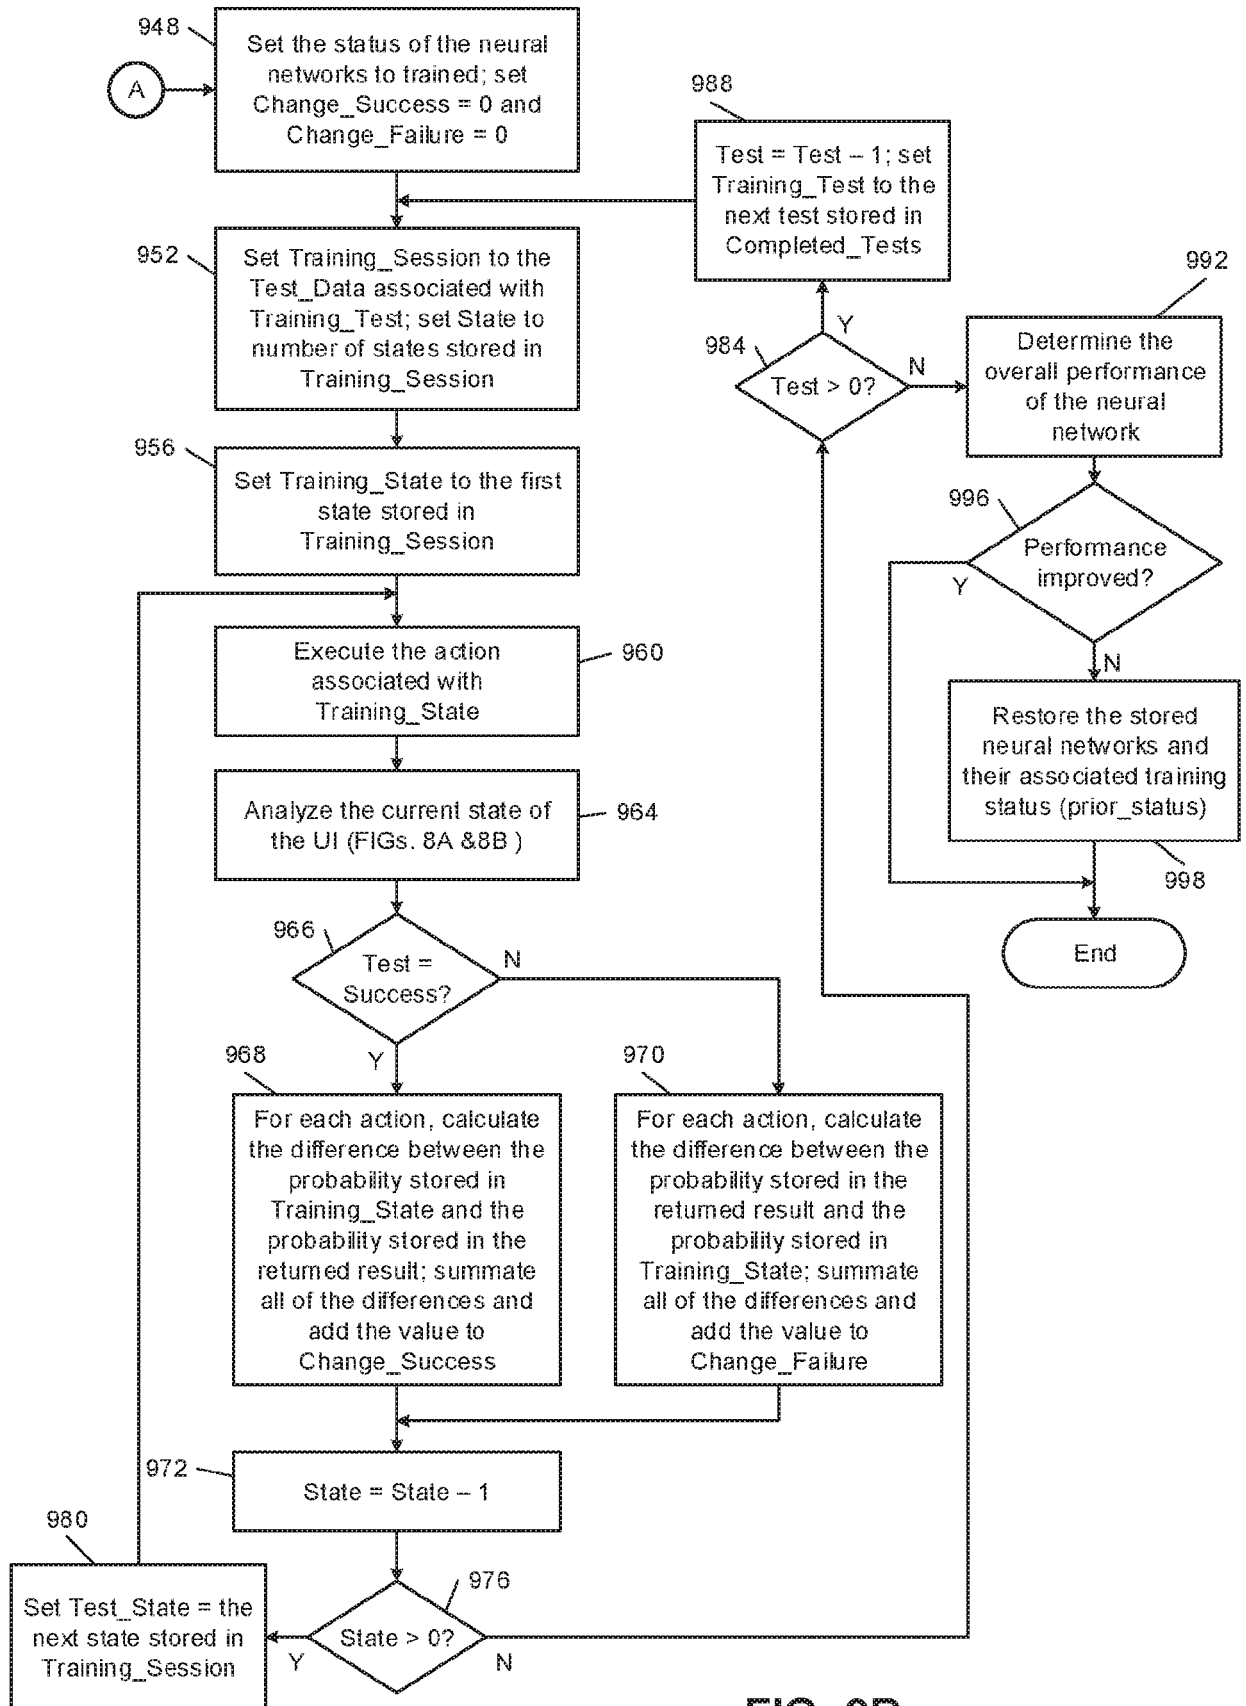 948
Set the status of the neural
networks to trained; set
Change_Success = 0 and
Change_Failure = 0
A
988
Test = Test – 1; set
Training_Test to the
next test stored in
Completed_Tests
952
Set Training_Session to the
Test_Data associated with
Training_Test; set State to
number of states stored in
Training_Session
984
Test > 0?
Y
N
992
Determine the
overall performance
of the neural
network
956
Set Training_State to the first
state stored in
Training_Session
996
Performance
improved?
Y
N
960
Execute the action
associated with
Training_State
Restore the stored
neural networks and
their associated training
status (prior_status)
998
964
Analyze the current state of
the UI (FIGs. 8A &8B )
End
966
Test =
Success?
N
Y
968
For each action, calculate
the difference between the
probability stored in
Training_State and the
probability stored in the
returned result; summate
all of the differences and
add the value to
Change_Success
970
For each action, calculate
the difference between the
probability stored in the
returned result and the
probability stored in
Training_State; summate
all of the differences and
add the value to
Change_Failure
972
State = State – 1
980
Set Test_State = the
next state stored in
Training_Session
976
State > 0?
Y
N